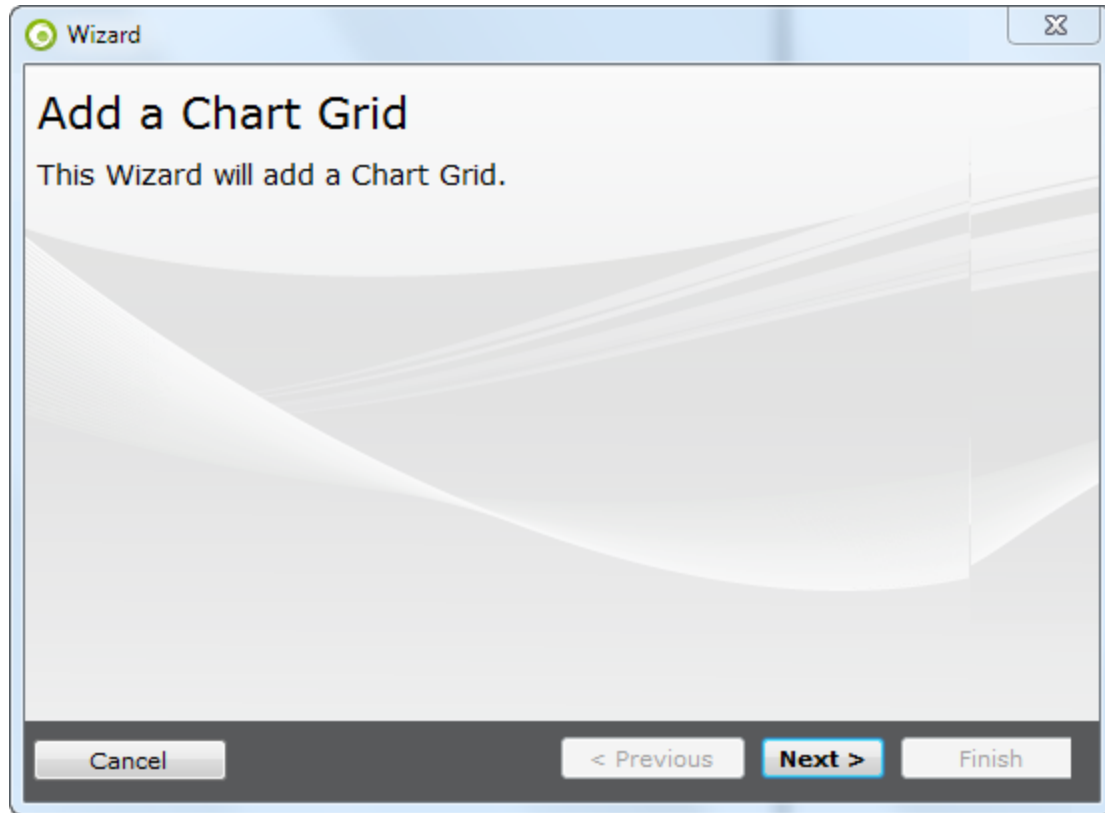 Wizard
Add a Chart Grid
This Wizard will add a Chart Grid.
Cancel
< Previous
Next >
Finish